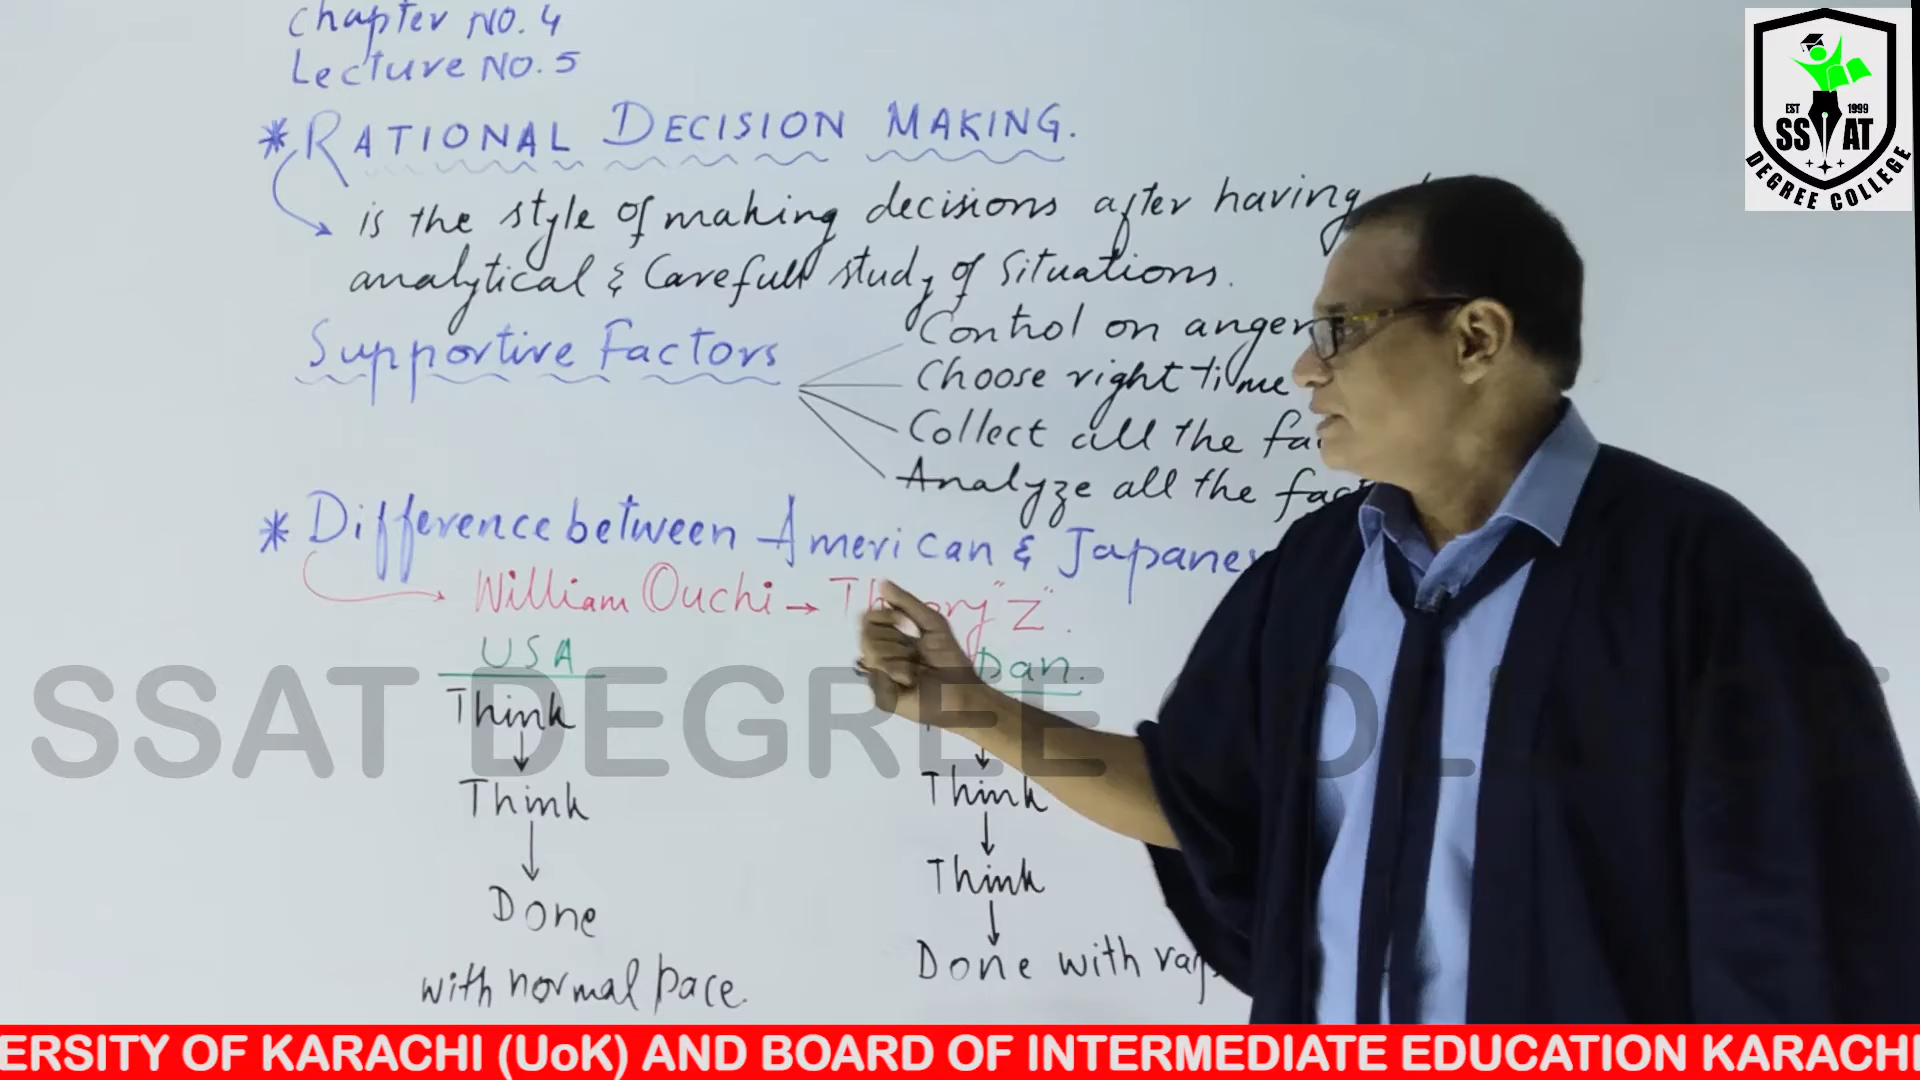 Chapter NO. 4
Lecture NO. 5
* RATIONAL DECISION MAKING.
is the style of making decisions after having
analytical & Carefull study of Situations.
Supportive Factors
Control on anger
Choose right time
Collect all the
Analyze all the
* Difference between American &
William Ouchi → Theory "Z".
USA
Think
Think
Done
with normal pace.
Think
Think
Done with
EST 1999
SSAT
DEGREE COLLEGE
SSAT DEGREE COLLEGE
OF KARACHI (UoK) AND BOARD OF INTERMEDIATE EDUCATION KARACHI